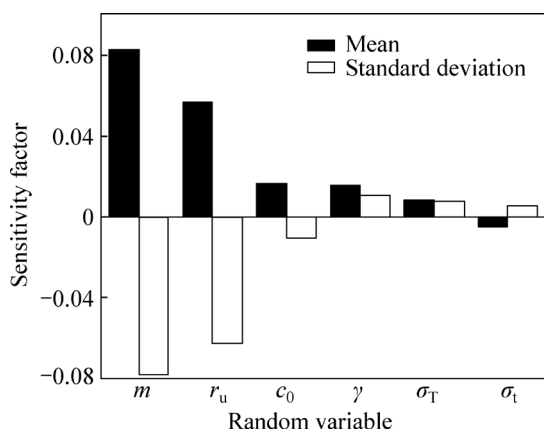 Mean
Standard deviation
0.08
0.04
0
−0.04
−0.08
Sensitivity factor
m r_u c_0 γ σ_T σ_t
Random variable